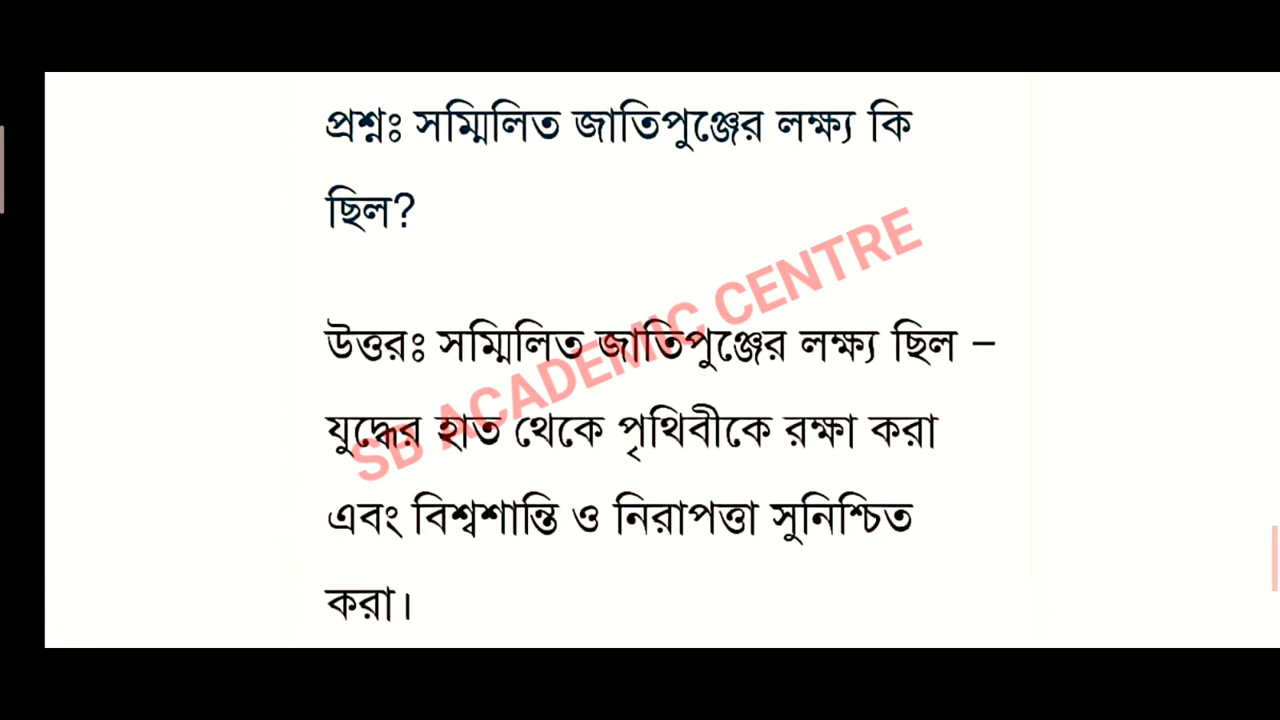 প্রশ্নঃ সম্মিলিত জাতিপুঞ্জের লক্ষ্য কি
ছিল?
উত্তরঃ সম্মিলিত জাতিপুঞ্জের লক্ষ্য ছিল –
যুদ্ধের হাত থেকে পৃথিবীকে রক্ষা করা
এবং বিশ্বশান্তি ও নিরাপত্তা সুনিশ্চিত
করা।
SB ACADEMIC CENTRE